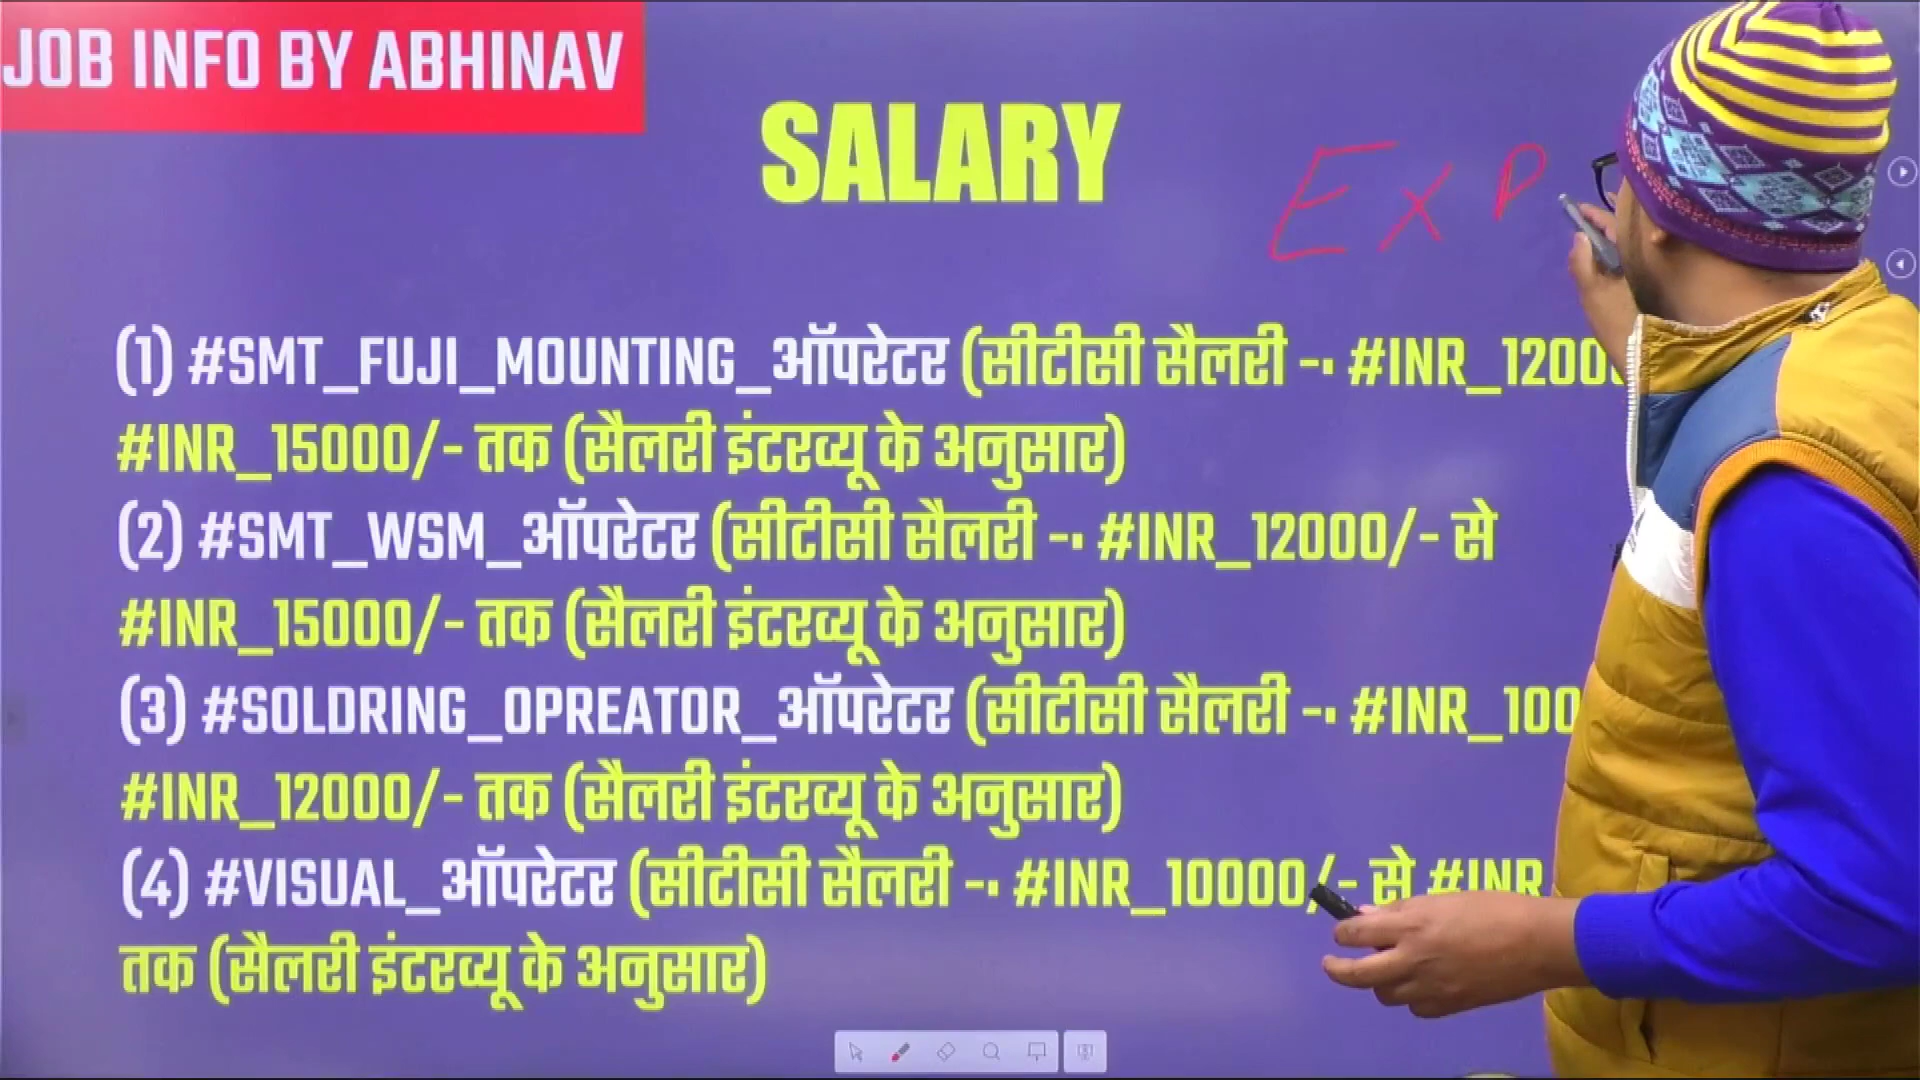 JOB INFO BY ABHINAV
SALARY
EXP
(1) #SMT_FUJI_MOUNTING_ऑपरेटर (सीटीसी सैलरी -· #INR_1200
#INR_15000/- तक (सैलरी इंटरव्यू के अनुसार)
(2) #SMT_WSM_ऑपरेटर (सीटीसी सैलरी -· #INR_12000/- से
#INR_15000/- तक (सैलरी इंटरव्यू के अनुसार)
(3) #SOLDRING_OPREATOR_ऑपरेटर (सीटीसी सैलरी -· #INR_100
#INR_12000/- तक (सैलरी इंटरव्यू के अनुसार)
(4) #VISUAL_ऑपरेटर (सीटीसी सैलरी -· #INR_10000/- से #INR
तक (सैलरी इंटरव्यू के अनुसार)